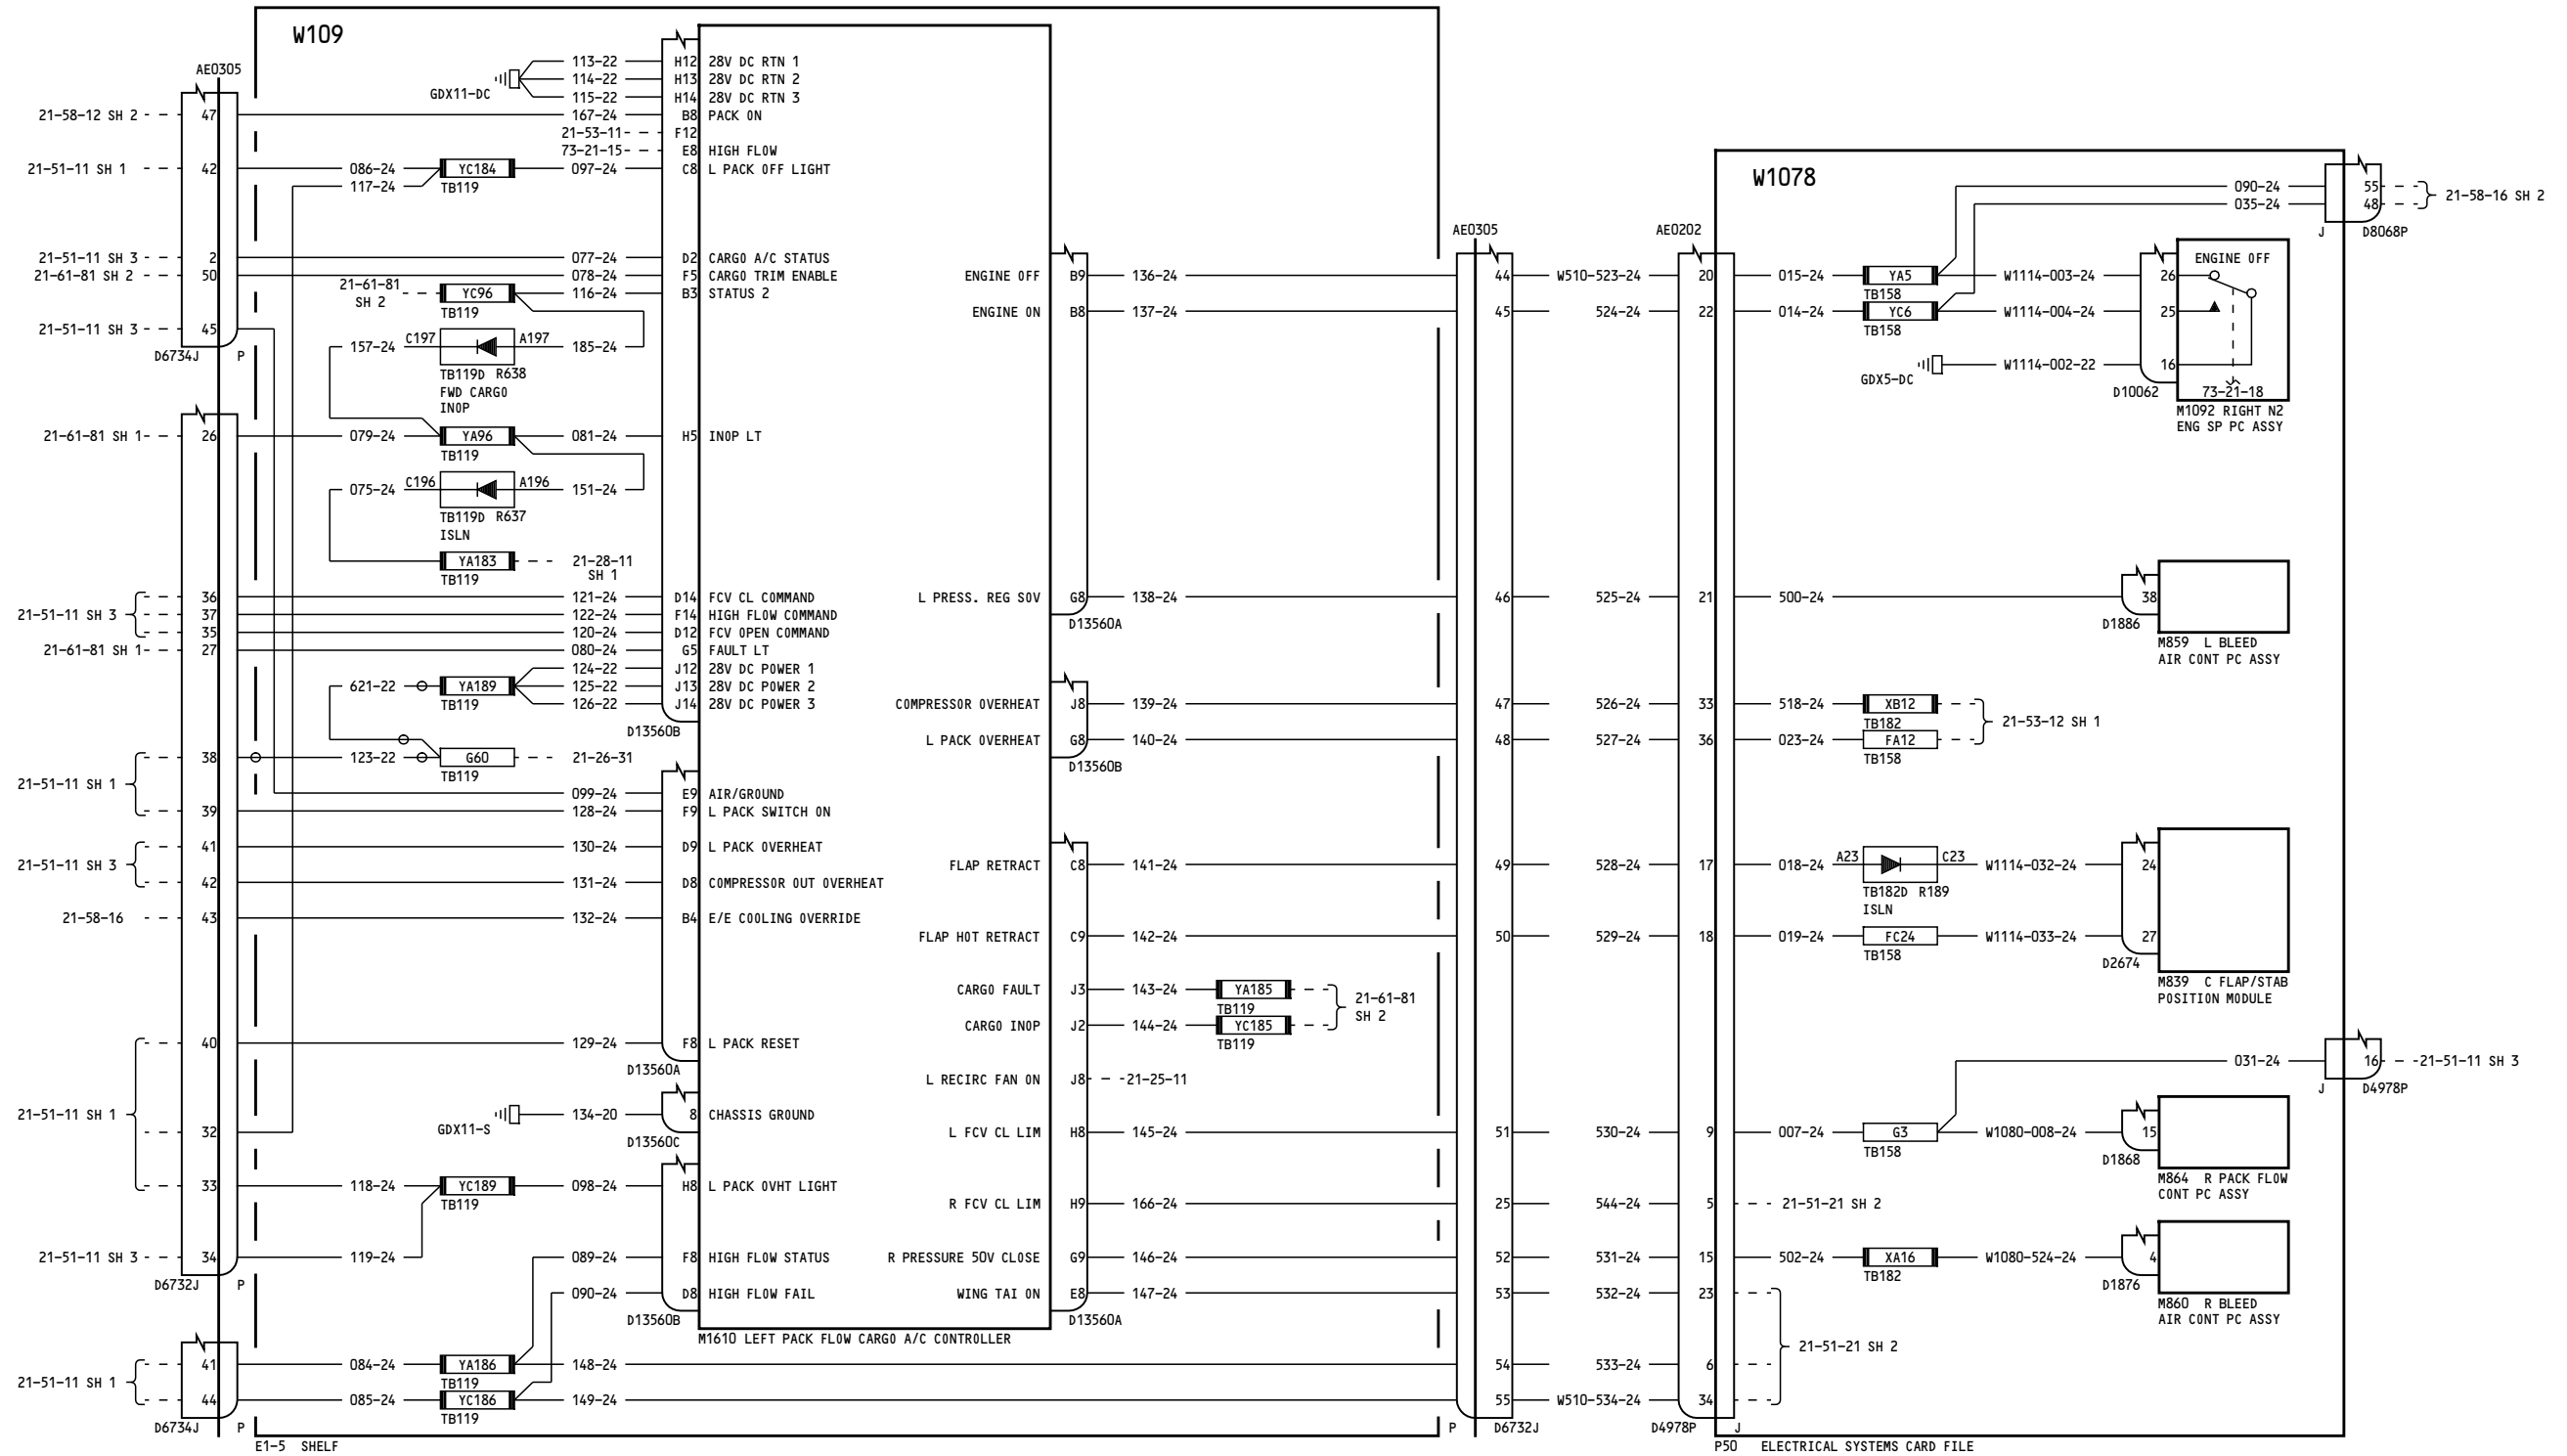 W109
AE0305
21-58-12 SH 2
47
21-51-11 SH 1
42
21-51-11 SH 3
2
21-61-81 SH 2
50
21-51-11 SH 3
45
D6734J
P
21-61-81 SH 1
26
21-51-11 SH 3
36
37
35
21-61-81 SH 1
27
21-51-11 SH 1
38
39
21-51-11 SH 3
41
42
21-58-16
43
21-51-11 SH 1
40
32
33
21-51-11 SH 3
34
D6732J
P
21-51-11 SH 1
41
44
D6734J
P
E1-5 SHELF
GDX11-DC
113-22 H12 28V DC RTN 1
114-22 H13 28V DC RTN 2
115-22 H14 28V DC RTN 3
167-24 B8 PACK ON
21-53-11 F12
73-21-15 E8 HIGH FLOW
086-24 YC184 097-24 C8 L PACK OFF LIGHT
117-24 TB119
077-24 D2 CARGO A/C STATUS
078-24 F5 CARGO TRIM ENABLE
21-61-81
SH 2
YC96 116-24 B3 STATUS 2
TB119
157-24 C197 A197 185-24
TB119D R638
FWD CARGO
INOP
079-24 YA96 081-24 H5 INOP LT
TB119
075-24 C196 A196 151-24
TB119D R637
ISLN
YA183 21-28-11
SH 1
TB119
121-24 D14 FCV CL COMMAND
122-24 F14 HIGH FLOW COMMAND
120-24 D12 FCV OPEN COMMAND
080-24 G5 FAULT LT
124-22 J12 28V DC POWER 1
621-22 YA189 125-22 J13 28V DC POWER 2
TB119 126-22 J14 28V DC POWER 3
D13560B
123-22 G60 21-26-31
TB119
099-24 E9 AIR/GROUND
128-24 F9 L PACK SWITCH ON
130-24 D9 L PACK OVERHEAT
131-24 D8 COMPRESSOR OUT OVERHEAT
132-24 B4 E/E COOLING OVERRIDE
129-24 F8 L PACK RESET
D13560A
GDX11-S 134-20 8 CHASSIS GROUND
D13560C
118-24 YC189 098-24 H8 L PACK OVHT LIGHT
TB119
119-24 089-24 F8 HIGH FLOW STATUS
090-24 D8 HIGH FLOW FAIL
D13560B
M1610 LEFT PACK FLOW CARGO A/C CONTROLLER
084-24 YA186 148-24
TB119
085-24 YC186 149-24
TB119
ENGINE OFF B9 136-24
ENGINE ON B8 137-24
L PRESS. REG SOV G8 138-24
D13560A
COMPRESSOR OVERHEAT J8 139-24
L PACK OVERHEAT G8 140-24
D13560B
FLAP RETRACT C8 141-24
FLAP HOT RETRACT C9 142-24
CARGO FAULT J3 143-24 YA185
TB119
21-61-81
SH 2
CARGO INOP J2 144-24 YC185
TB119
L RECIRC FAN ON J8 21-25-11
L FCV CL LIM H8 145-24
R FCV CL LIM H9 166-24
R PRESSURE 50V CLOSE G9 146-24
WING TAI ON E8 147-24
D13560A
AE0305
AE0202
44 W510-523-24 20
45 524-24 22
46 525-24 21
47 526-24 33
48 527-24 36
49 528-24 17
50 529-24 18
51 530-24 9
25 544-24 5
52 531-24 15
53 532-24 23
54 533-24 6
55 W510-534-24 34
P D6732J
D4978P J
W1078
090-24 55
035-24 48
21-58-16 SH 2
J D8068P
015-24 YA5 W1114-003-24 26
TB158
014-24 YC6 W1114-004-24 25
TB158
GDX5-DC W1114-002-22 16
D10062
ENGINE OFF
73-21-18
M1092 RIGHT N2
ENG SP PC ASSY
500-24 38
D1886
M859 L BLEED
AIR CONT PC ASSY
518-24 XB12
TB182
21-53-12 SH 1
023-24 FA12
TB158
018-24 A23 C23 W1114-032-24 24
TB182D R189
ISLN
019-24 FC24 W1114-033-24 27
TB158
D2674
M839 C FLAP/STAB
POSITION MODULE
031-24 16 21-51-11 SH 3
J D4978P
007-24 G3 W1080-008-24 15
TB158
D1868
M864 R PACK FLOW
CONT PC ASSY
21-51-21 SH 2
502-24 XA16 W1080-524-24 4
TB182
D1876
M860 R BLEED
AIR CONT PC ASSY
21-51-21 SH 2
P50 ELECTRICAL SYSTEMS CARD FILE